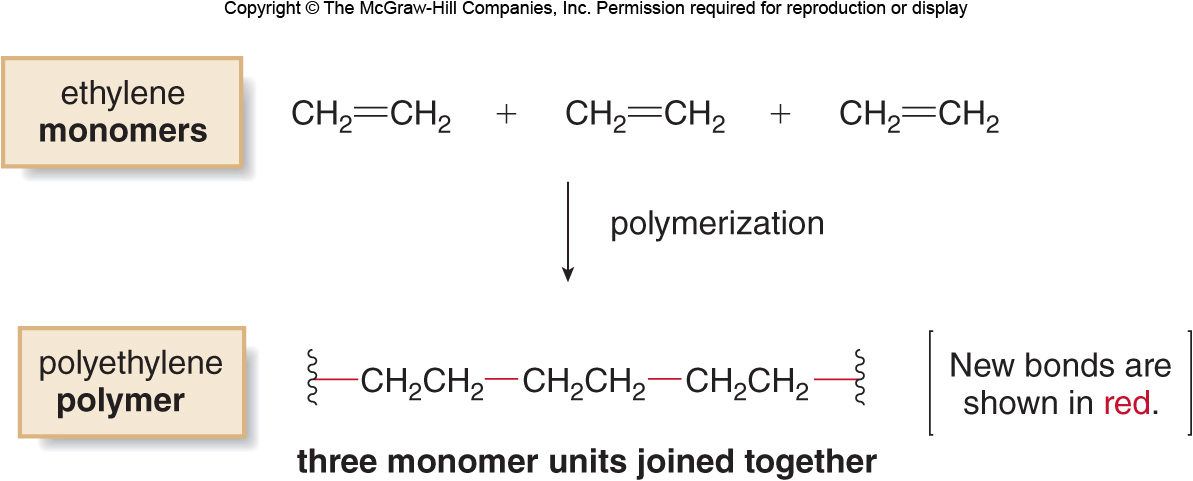 Copyright © The McGraw-Hill Companies, Inc. Permission required for reproduction or display
ethylene
monomers
CH₂=CH₂ + CH₂=CH₂ + CH₂=CH₂
polymerization
polyethylene
polymer
—CH₂CH₂—CH₂CH₂—CH₂CH₂—
[New bonds are
shown in red.]
three monomer units joined together